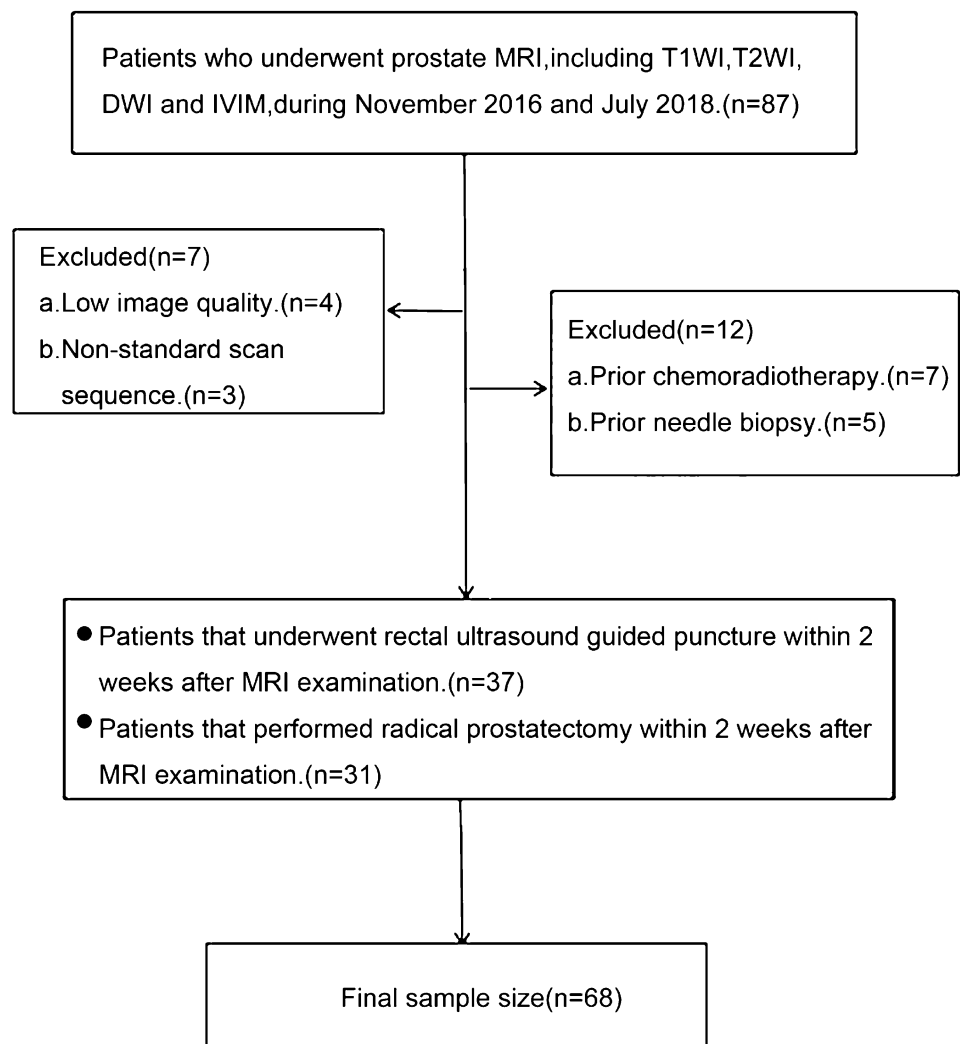 Patients who underwent prostate MRI,including T1WI,T2WI,
DWI and IVIM,during November 2016 and July 2018.(n=87)
Excluded(n=7)
a.Low image quality.(n=4)
b.Non-standard scan
sequence.(n=3)
Excluded(n=12)
a.Prior chemoradiotherapy.(n=7)
b.Prior needle biopsy.(n=5)
● Patients that underwent rectal ultrasound guided puncture within 2
weeks after MRI examination.(n=37)
● Patients that performed radical prostatectomy within 2 weeks after
MRI examination.(n=31)
Final sample size(n=68)